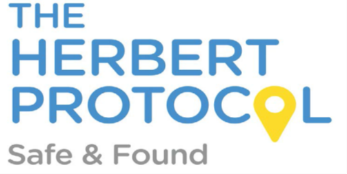 THE
HERBERT
PROTOCOL
Safe & Found